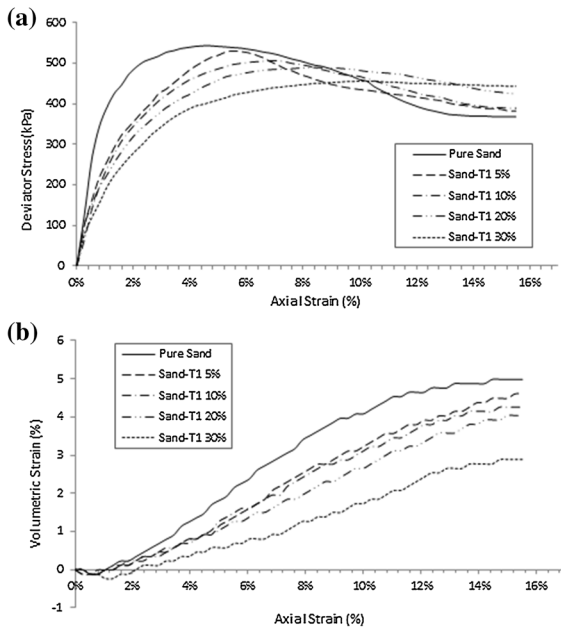 (a)
600
500
400
300
200
100
0
Deviator Stress (kPa)
Pure Sand
Sand-T1 5%
Sand-T1 10%
Sand-T1 20%
Sand-T1 30%
0% 2% 4% 6% 8% 10% 12% 14% 16%
Axial Strain (%)
(b)
6
5
4
3
2
1
0
-1
Volumetric Strain (%)
Pure Sand
Sand-T1 5%
Sand-T1 10%
Sand-T1 20%
Sand-T1 30%
0% 2% 4% 6% 8% 10% 12% 14% 16%
Axial Strain (%)